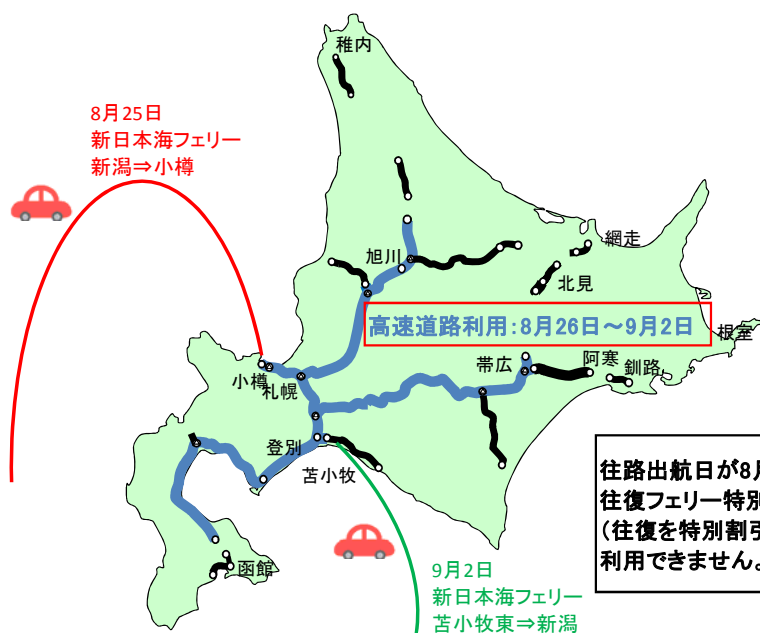 稚内
8月25日
新日本海フェリー
新潟⇒小樽
旭川
網走
北見
高速道路利用:8月26日～9月2日
根室
小樽
札幌
帯広
阿寒
釧路
登別
苫小牧
往路出航日が8月
往復フェリー特別
(往復を特別割引
利用できません。
函館
9月2日
新日本海フェリー
苫小牧東⇒新潟